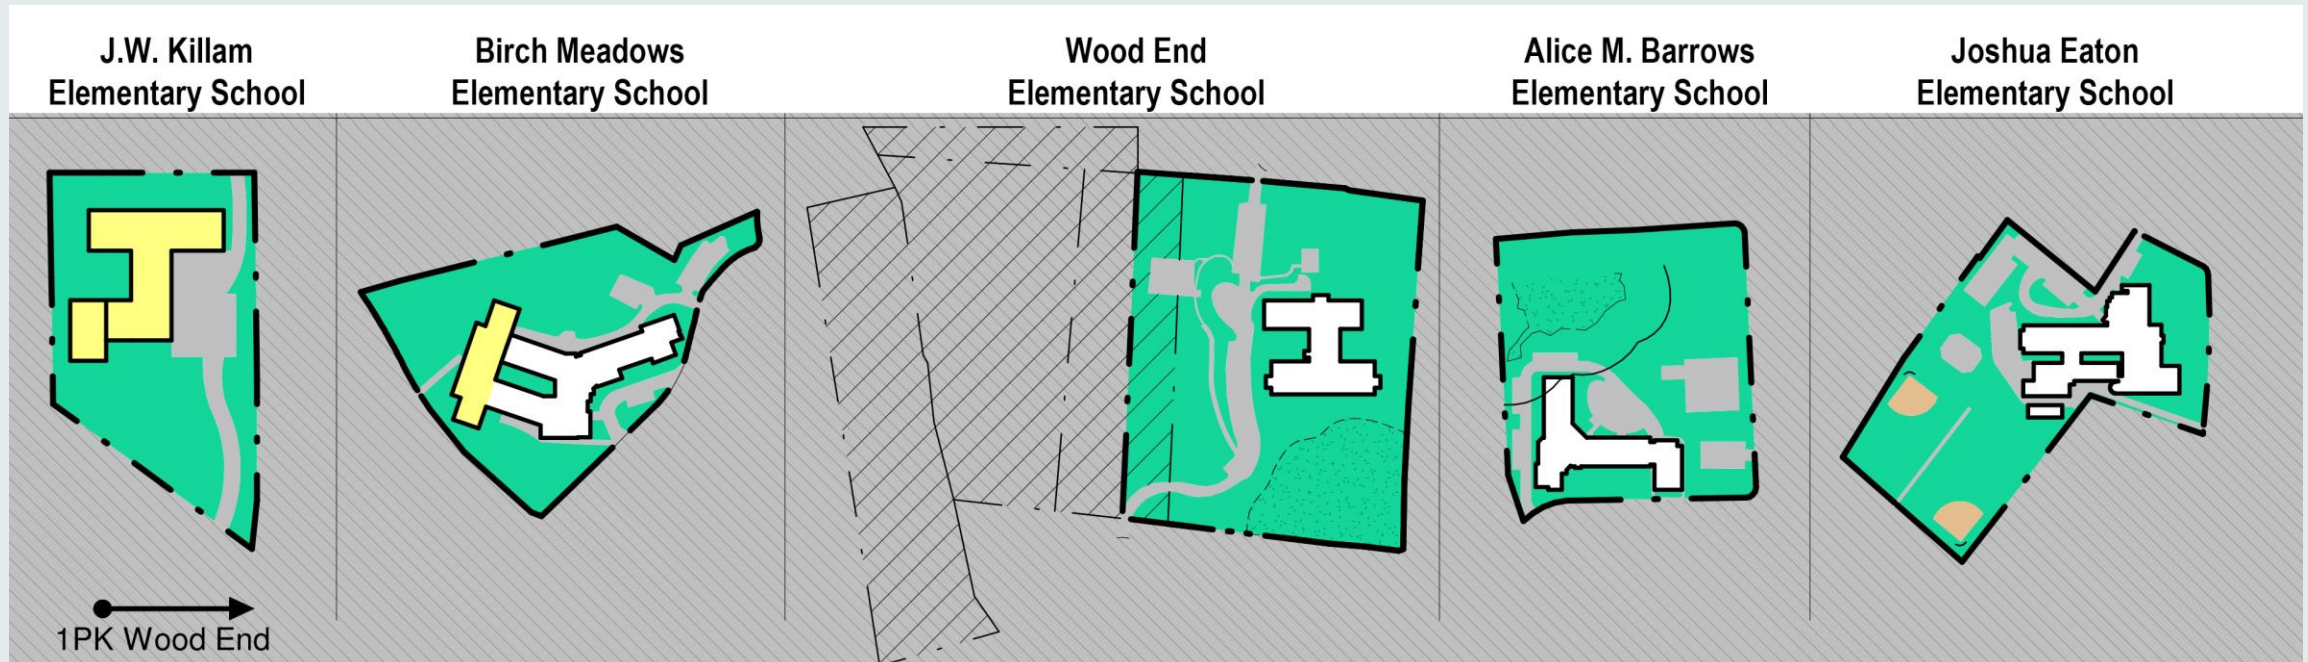 J.W. Killam
Elementary School
Birch Meadows
Elementary School
Wood End
Elementary School
Alice M. Barrows
Elementary School
Joshua Eaton
Elementary School
1PK Wood End